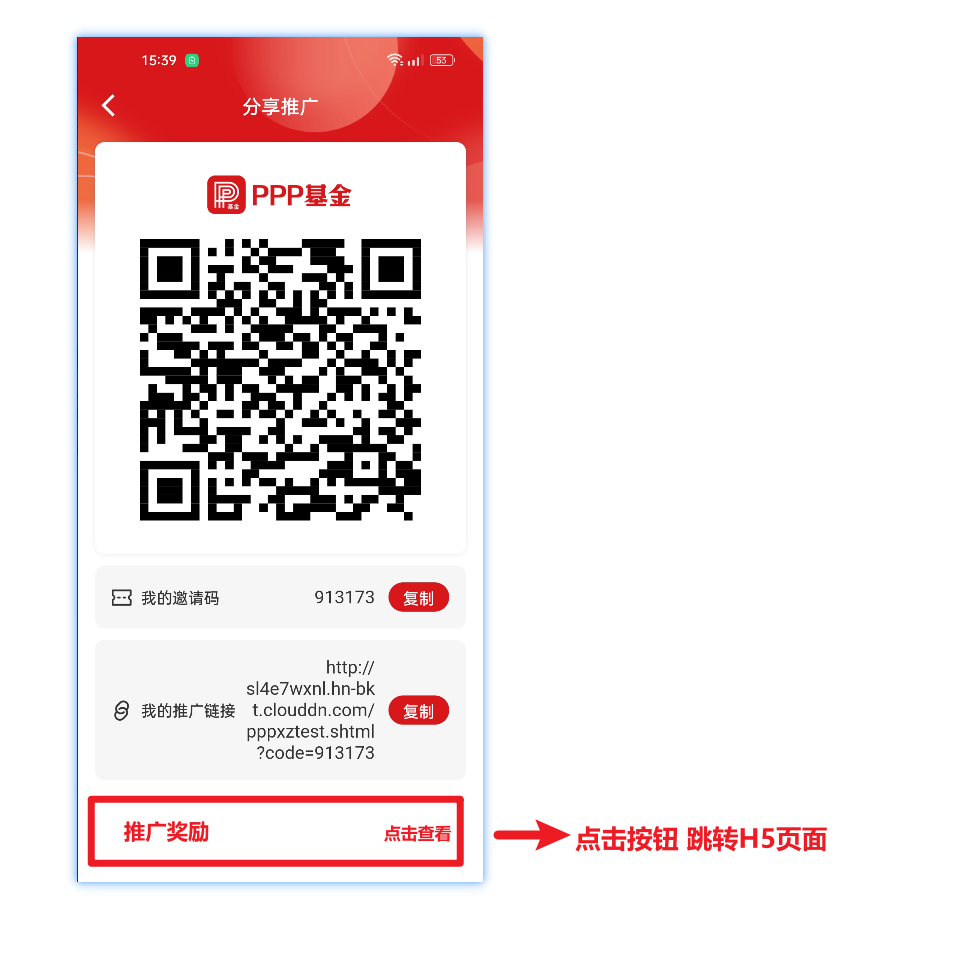 15:39
53
分享推广
基金
PPP基金
我的邀请码 913173 复制
http://
sl4e7wxnl.hn-bk
我的推广链接 t.clouddn.com/ 复制
pppxztest.shtml
?code=913173
推广奖励 点击查看
点击按钮 跳转H5页面